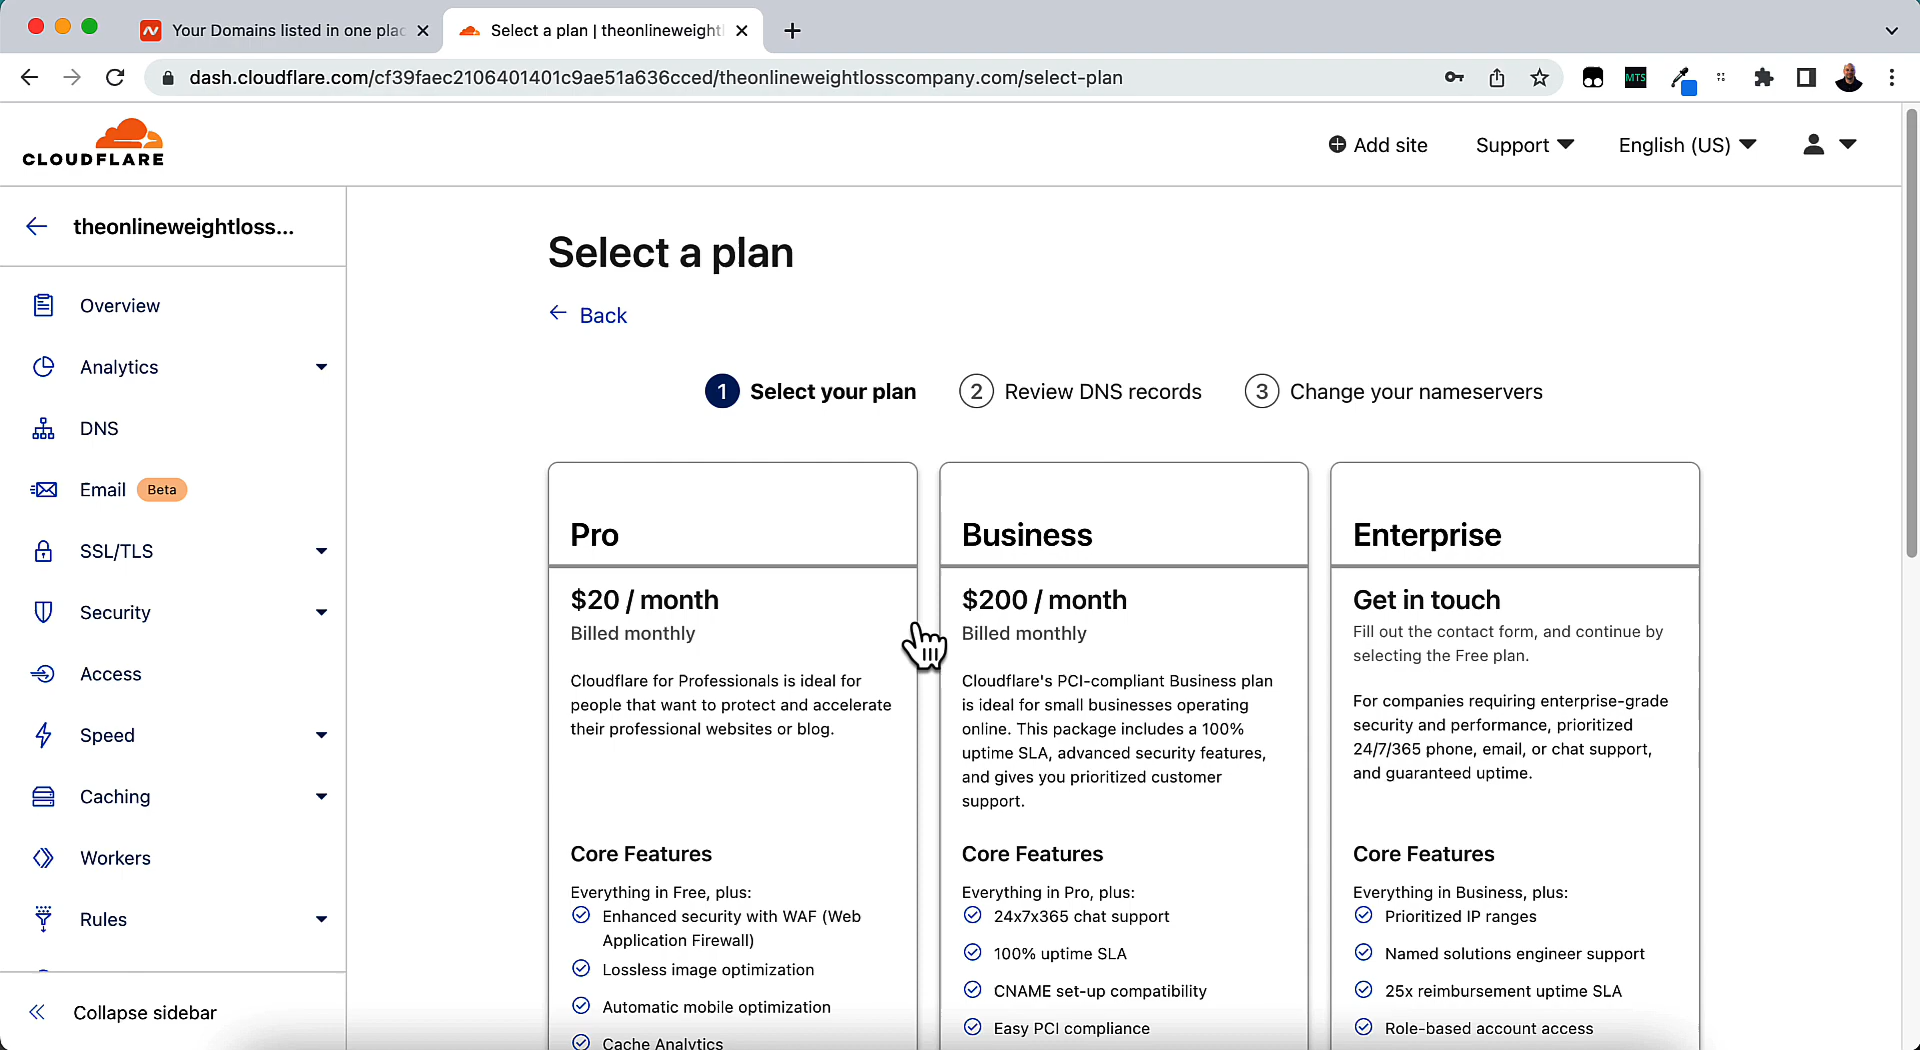 Your Domains listed in one plac
Select a plan | theonlineweightl
dash.cloudflare.com/cf39faec2106401401c9ae51a636cced/theonlineweightlosscompany.com/select-plan
MTS
CLOUDFLARE
Add site
Support
English (US)
theonlineweightloss...
Overview
Analytics
DNS
Email Beta
SSL/TLS
Security
Access
Speed
Caching
Workers
Rules
Collapse sidebar
Select a plan
Back
1 Select your plan
2 Review DNS records
3 Change your nameservers
Pro
$20 / month
Billed monthly
Cloudflare for Professionals is ideal for
people that want to protect and accelerate
their professional websites or blog.
Core Features
Everything in Free, plus:
Enhanced security with WAF (Web
Application Firewall)
Lossless image optimization
Automatic mobile optimization
Cache Analytics
Business
$200 / month
Billed monthly
Cloudflare's PCI-compliant Business plan
is ideal for small businesses operating
online. This package includes a 100%
uptime SLA, advanced security features,
and gives you prioritized customer
support.
Core Features
Everything in Pro, plus:
24x7x365 chat support
100% uptime SLA
CNAME set-up compatibility
Easy PCI compliance
Enterprise
Get in touch
Fill out the contact form, and continue by
selecting the Free plan.
For companies requiring enterprise-grade
security and performance, prioritized
24/7/365 phone, email, or chat support,
and guaranteed uptime.
Core Features
Everything in Business, plus:
Prioritized IP ranges
Named solutions engineer support
25x reimbursement uptime SLA
Role-based account access